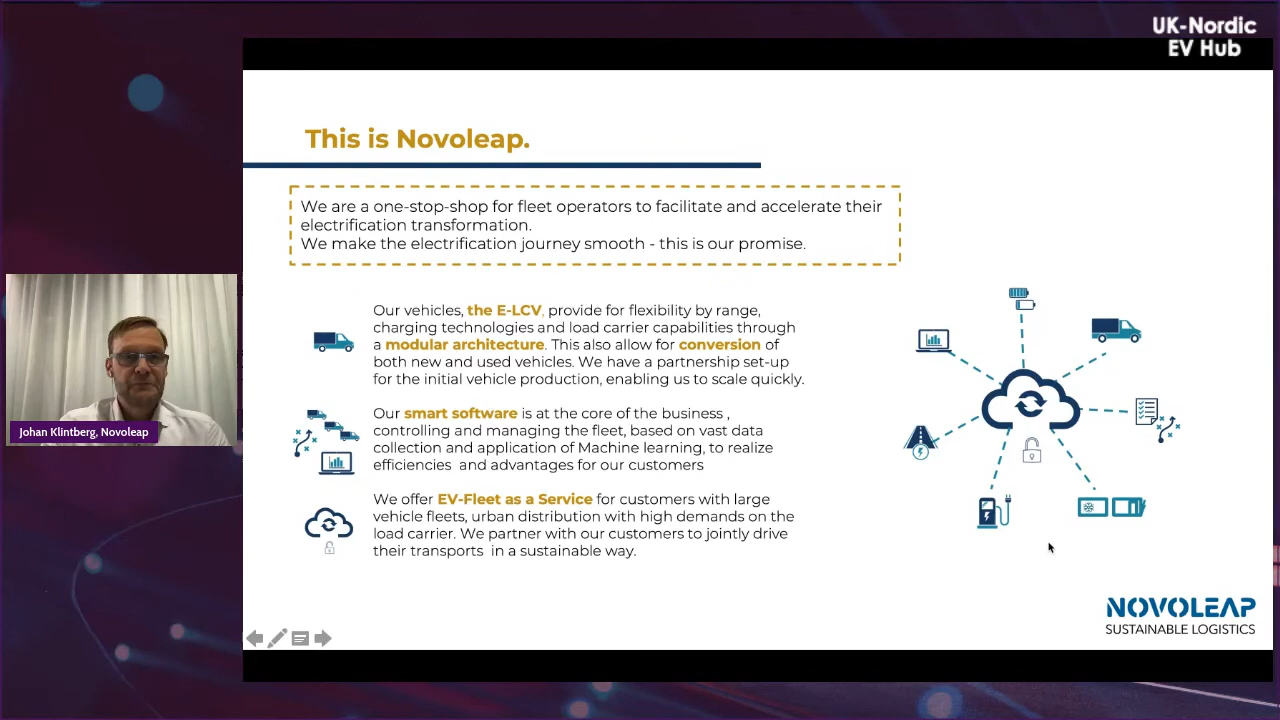 UK-Nordic
EV Hub
This is Novoleap.
We are a one-stop-shop for fleet operators to facilitate and accelerate their
electrification transformation.
We make the electrification journey smooth - this is our promise.
Our vehicles, the E-LCV, provide for flexibility by range,
charging technologies and load carrier capabilities through
a modular architecture. This also allow for conversion of
both new and used vehicles. We have a partnership set-up
for the initial vehicle production, enabling us to scale quickly.
Our smart software is at the core of the business ,
controlling and managing the fleet, based on vast data
collection and application of Machine learning, to realize
efficiencies  and advantages for our customers
We offer EV-Fleet as a Service for customers with large
vehicle fleets, urban distribution with high demands on the
load carrier. We partner with our customers to jointly drive
their transports  in a sustainable way.
Johan Klintberg, Novoleap
NOVOLEAP
SUSTAINABLE LOGISTICS